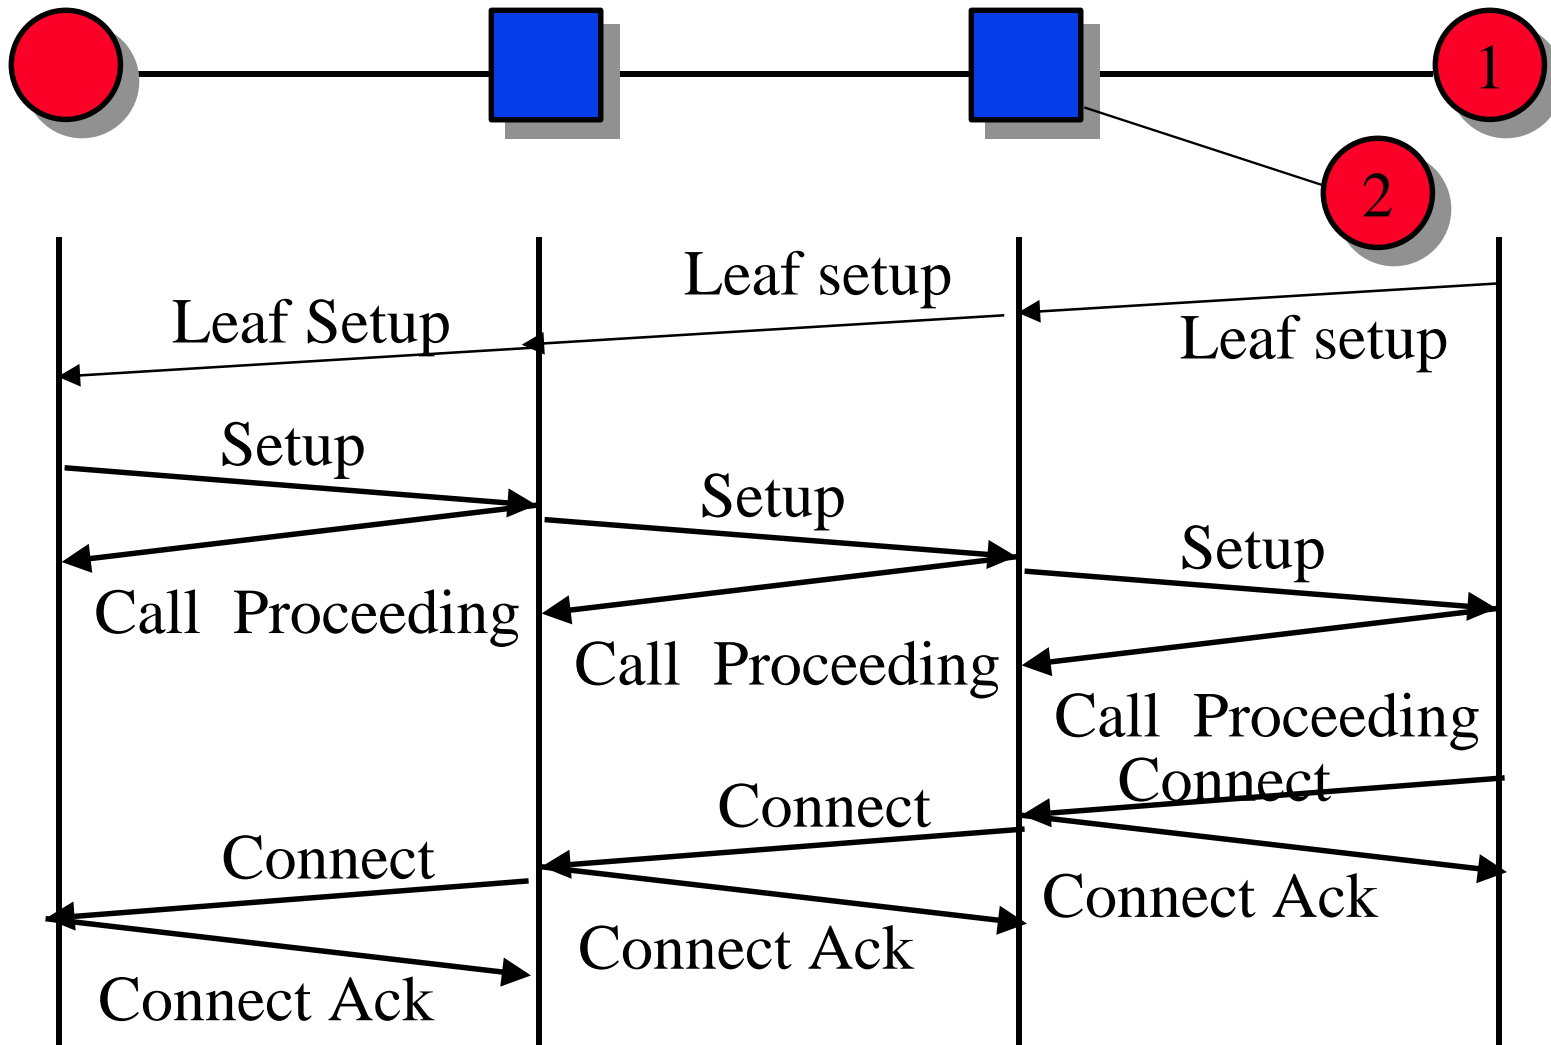 1
2
Leaf setup
Leaf Setup
Leaf setup
Setup
Setup
Setup
Call Proceeding
Call Proceeding
Call Proceeding
Connect
Connect
Connect
Connect Ack
Connect Ack
Connect Ack